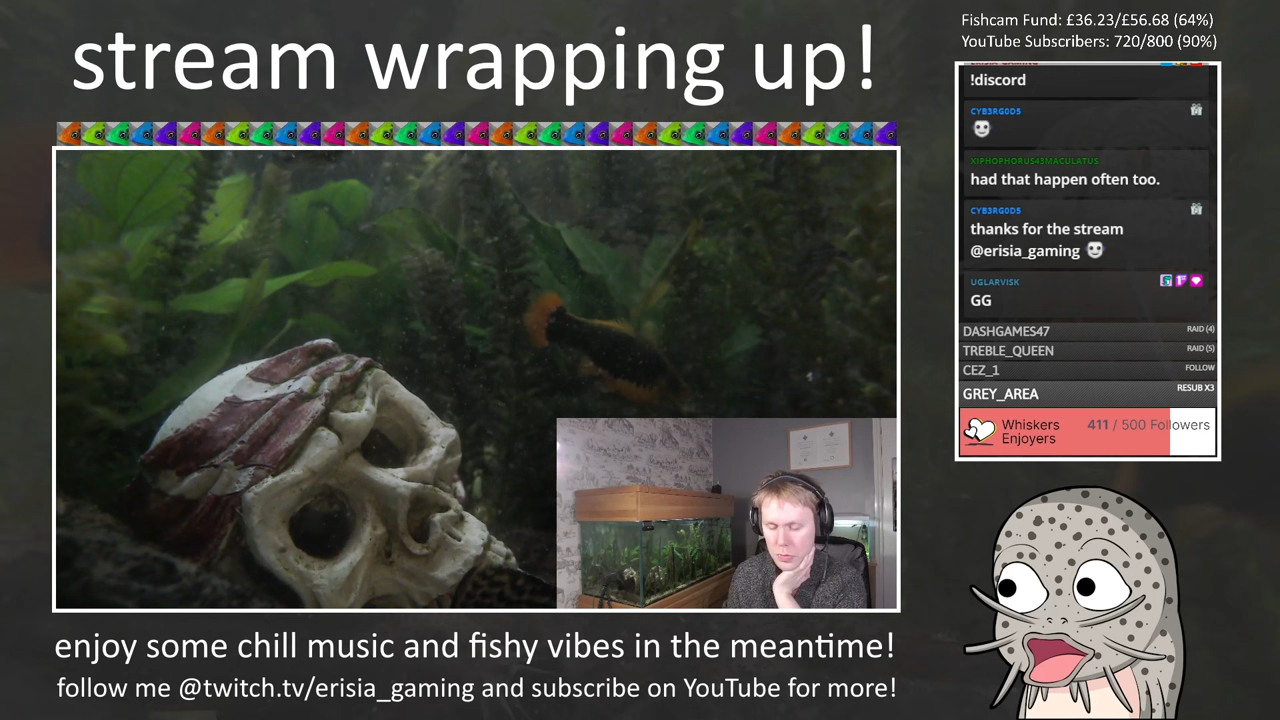 stream wrapping up!
Fishcam Fund: £36.23/£56.68 (64%)
YouTube Subscribers: 720/800 (90%)
!discord
CYB3RG0D5
XIPHOPHORUS43MACULATUS
had that happen often too.
CYB3RG0D5
thanks for the stream
@erisia_gaming
UGLARVISK
GG
DASHGAMES47 RAID (4)
TREBLE_QUEEN RAID (5)
CEZ_1 FOLLOW
GREY_AREA RESUB X3
Whiskers Enjoyers 411 / 500 Followers
enjoy some chill music and fishy vibes in the meantime!
follow me @twitch.tv/erisia_gaming and subscribe on YouTube for more!